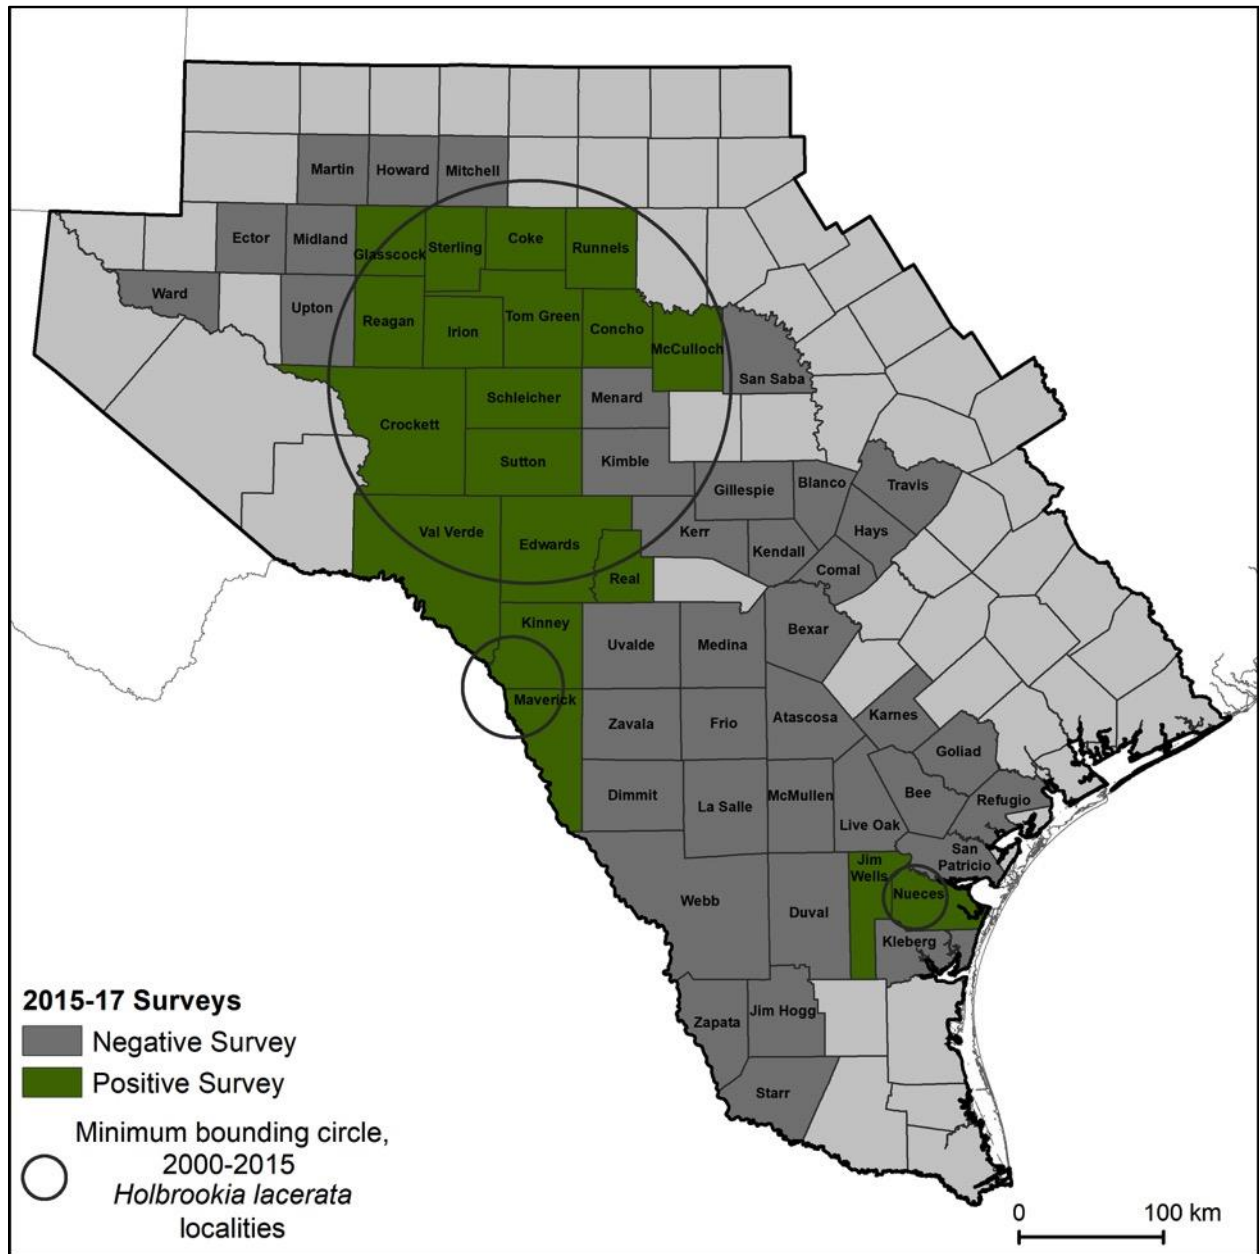 Martin Howard Mitchell
Ector Midland Glasscock Sterling Coke Runnels
Ward Upton Reagan Irion Tom Green Concho McCulloch
San Saba
Crockett Schleicher Menard
Sutton Kimble
Gillespie Blanco Travis
Val Verde Edwards Kerr Kendall Hays
Real Comal
Kinney Uvalde Medina Bexar
Maverick Zavala Frio Atascosa Karnes
Goliad
Dimmit La Salle McMullen Live Oak Bee Refugio
San
Patricio
Jim
Wells
Nueces
Webb Duval
Kleberg
Zapata Jim Hogg
Starr
2015-17 Surveys
Negative Survey
Positive Survey
Minimum bounding circle,
2000-2015
Holbrookia lacerata
localities
0 100 km